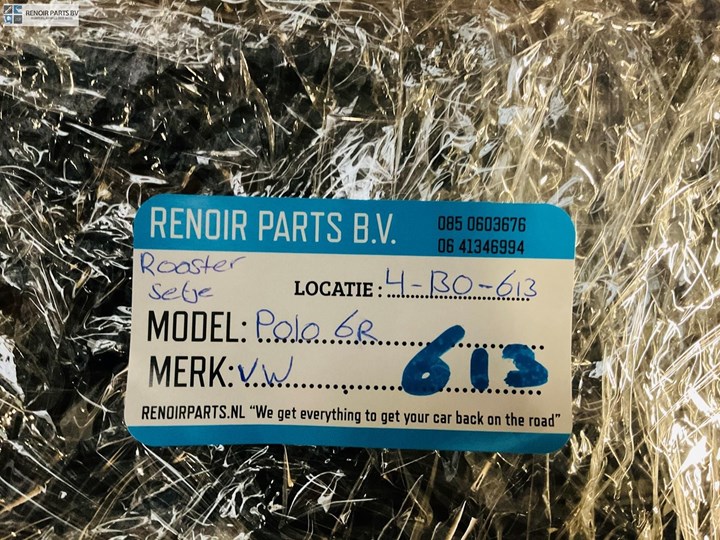 RENOIR PARTS BV
RENOIR PARTS B.V.
085 0603676
06 41346994
Rooster
setje
LOCATIE: 4-BO-613
MODEL: Polo 6R
MERK: VW
613
RENOIRPARTS.NL "We get everything to get your car back on the road"